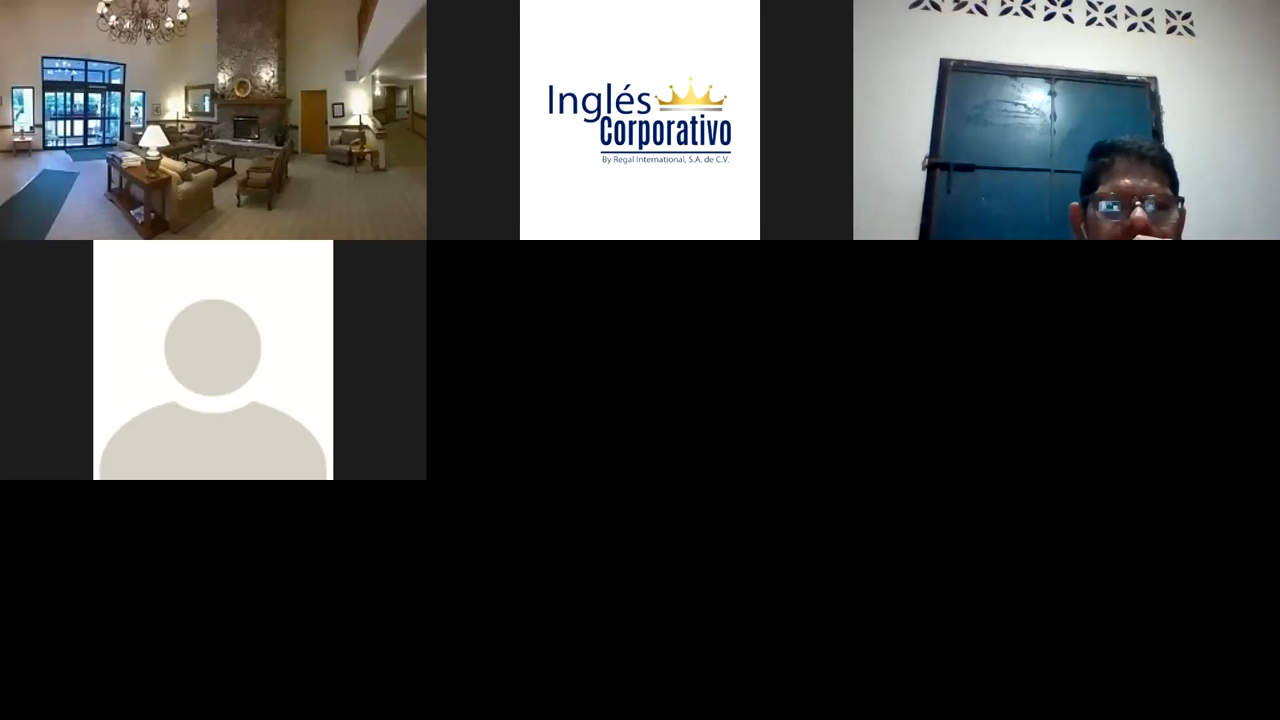 Inglés
Corporativo
By Regal International, S.A. de C.V.